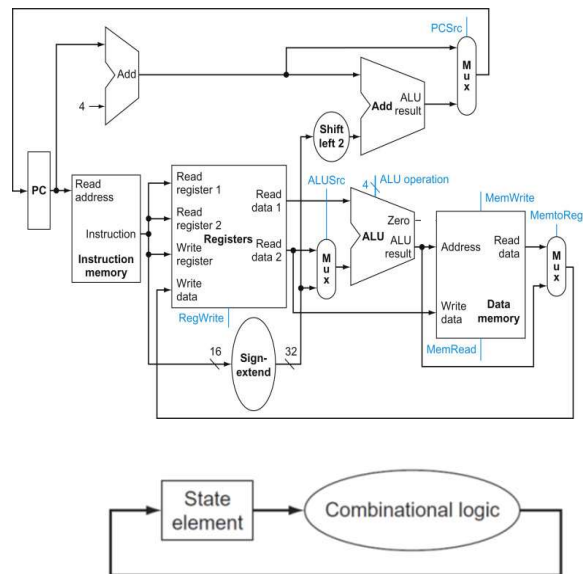 PCSrc
M
u
x
Add
4
Add
ALU
result
Shift
left 2
PC
Read
address
Instruction
Instruction
memory
Read
register 1
Read
register 2
Write
register
Write
data
Registers
Read
data 1
Read
data 2
RegWrite
ALUSrc
M
u
x
4
ALU operation
Zero
ALU
ALU
result
MemWrite
Address
Read
data
Write
data
Data
memory
MemRead
MemtoReg
M
u
x
16
Sign-
extend
32
State
element
Combinational logic